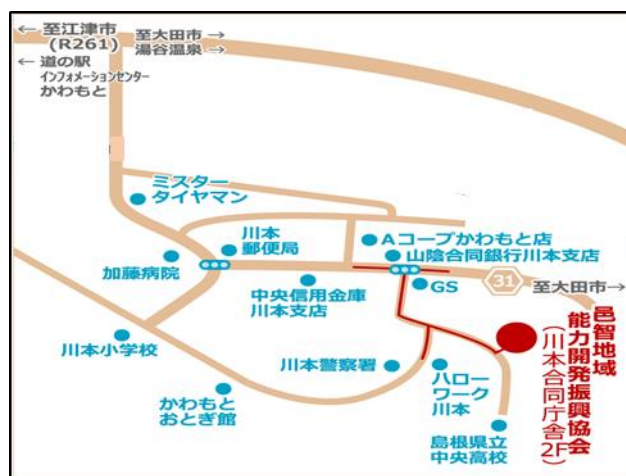 ← 至江津市
(R261)
至大田市 →
湯谷温泉
← 道の駅
インフォメーションセンター
かわもと
ミスター
タイヤマン
川本
郵便局
Aコープかわもと店
山陰合同銀行川本支店
加藤病院
中央信用金庫
川本支店
GS
31
至大田市→
川本小学校
川本警察署
ハロー
ワーク
川本
かわもと
おとぎ館
島根県立
中央高校
邑智地域
能力開発振興協会
(川本合同庁舎2F)